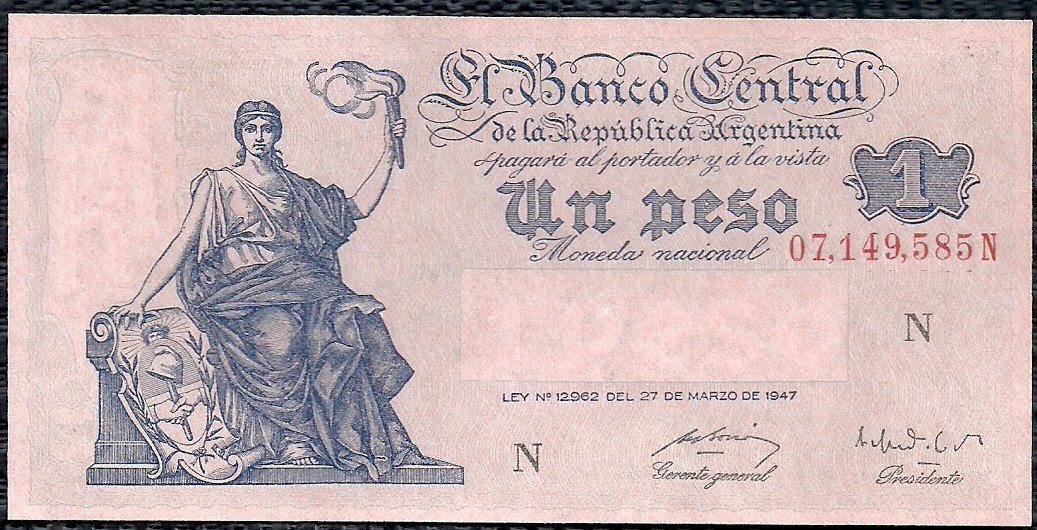 El Banco Central
de la República Argentina
pagará al portador y á la vista
Un peso
1
Moneda nacional
07,149,585 N
N
LEY Nº 12.962 DEL 27 DE MARZO DE 1947
N
Gerente general
Presidente